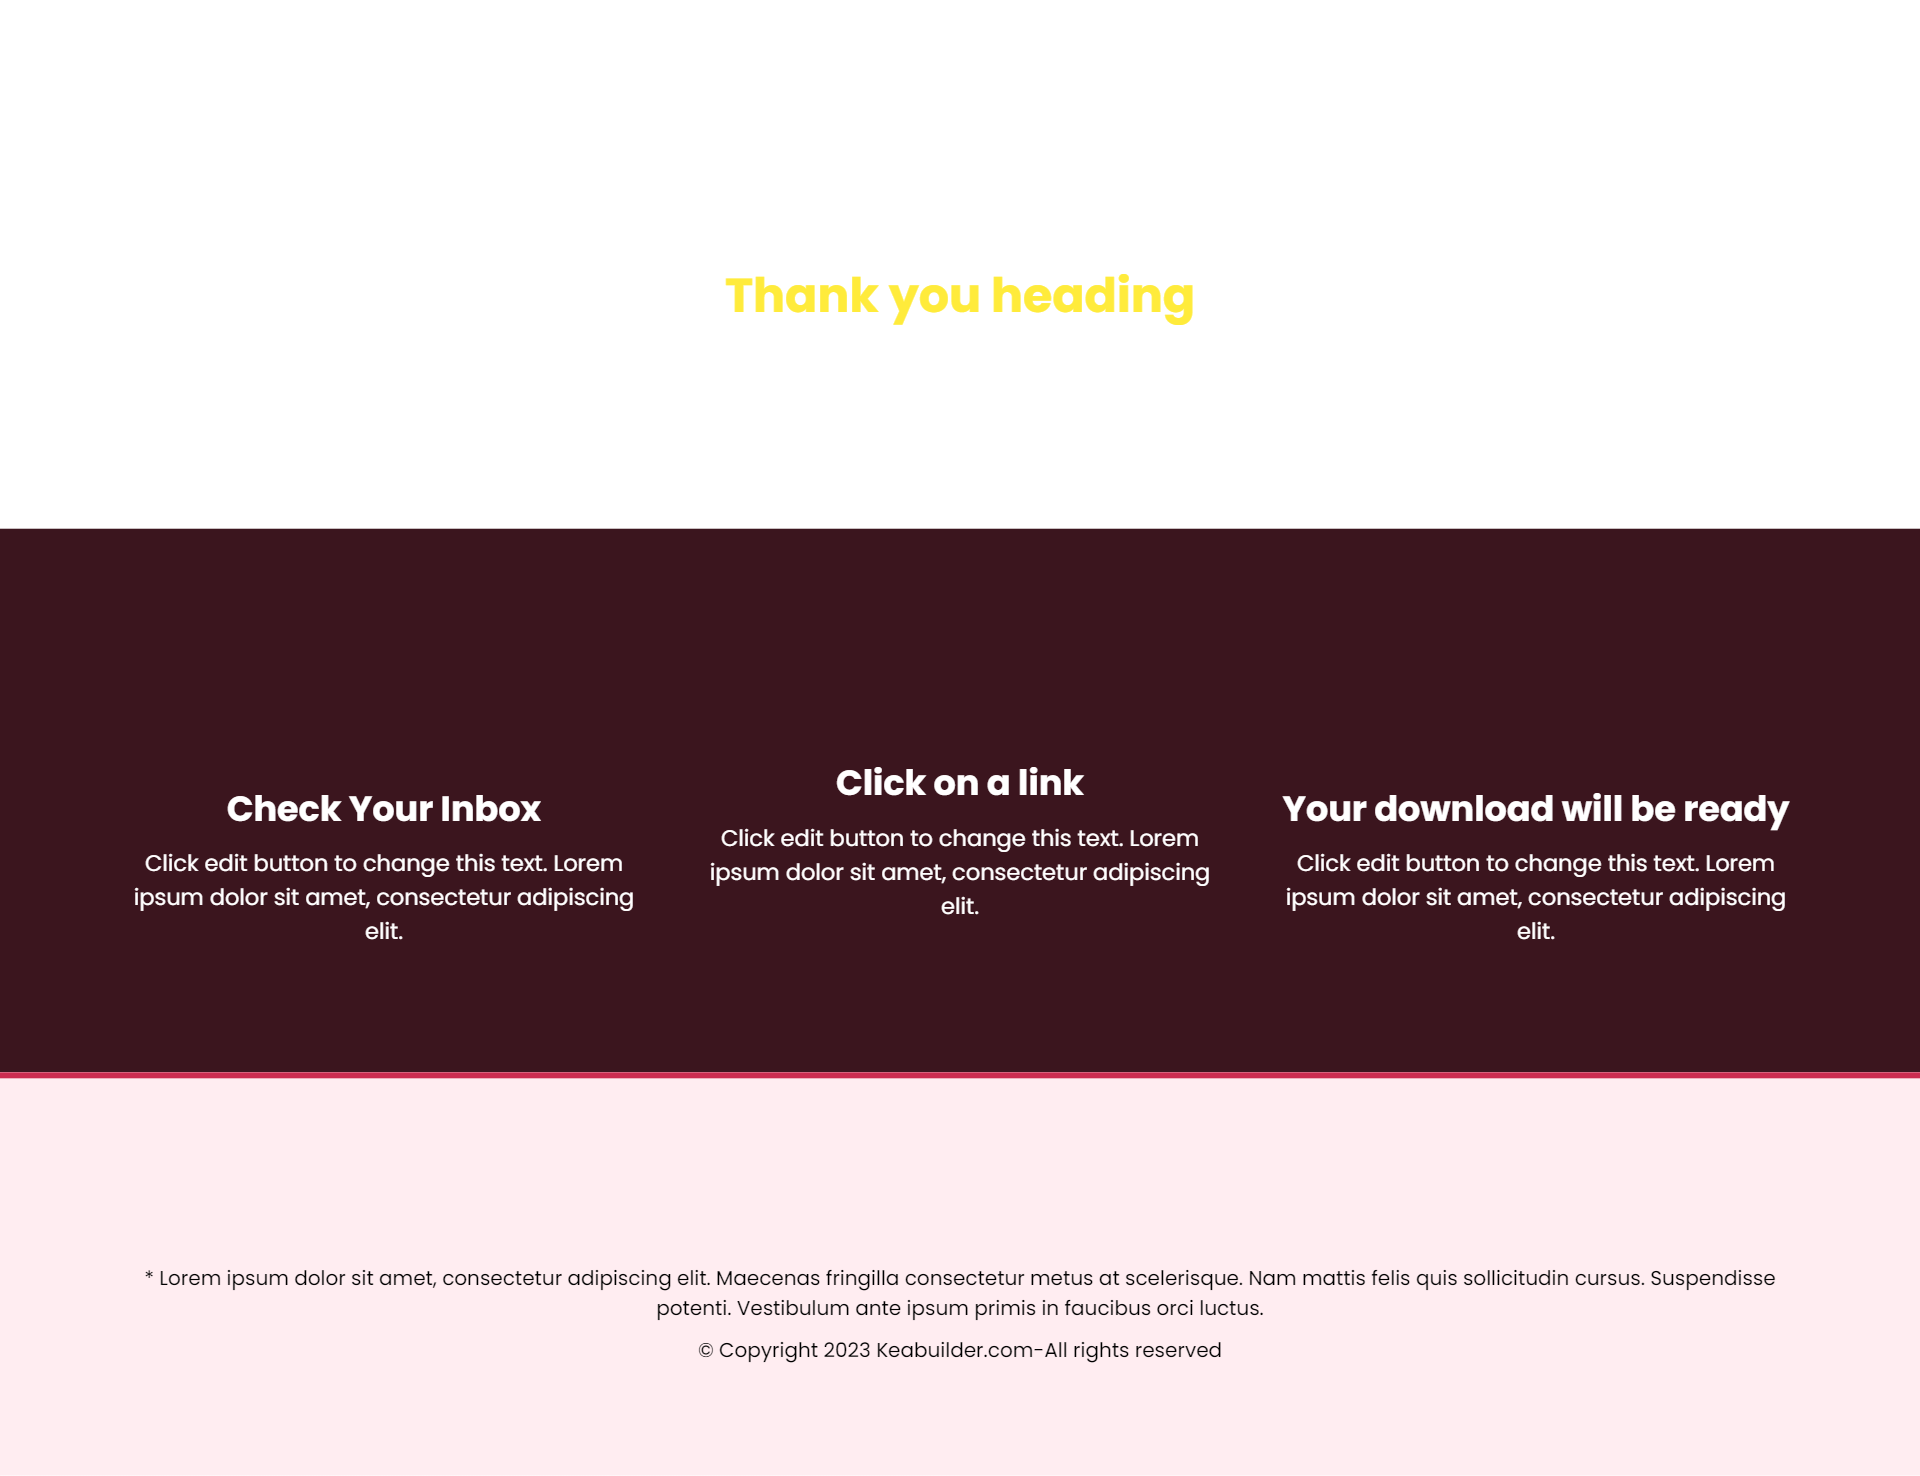 Thank you heading
Check Your Inbox
Click edit button to change this text. Lorem
ipsum dolor sit amet, consectetur adipiscing
elit.
Click on a link
Click edit button to change this text. Lorem
ipsum dolor sit amet, consectetur adipiscing
elit.
Your download will be ready
Click edit button to change this text. Lorem
ipsum dolor sit amet, consectetur adipiscing
elit.
* Lorem ipsum dolor sit amet, consectetur adipiscing elit. Maecenas fringilla consectetur metus at scelerisque. Nam mattis felis quis sollicitudin cursus. Suspendisse
potenti. Vestibulum ante ipsum primis in faucibus orci luctus.
© Copyright 2023 Keabuilder.com-All rights reserved